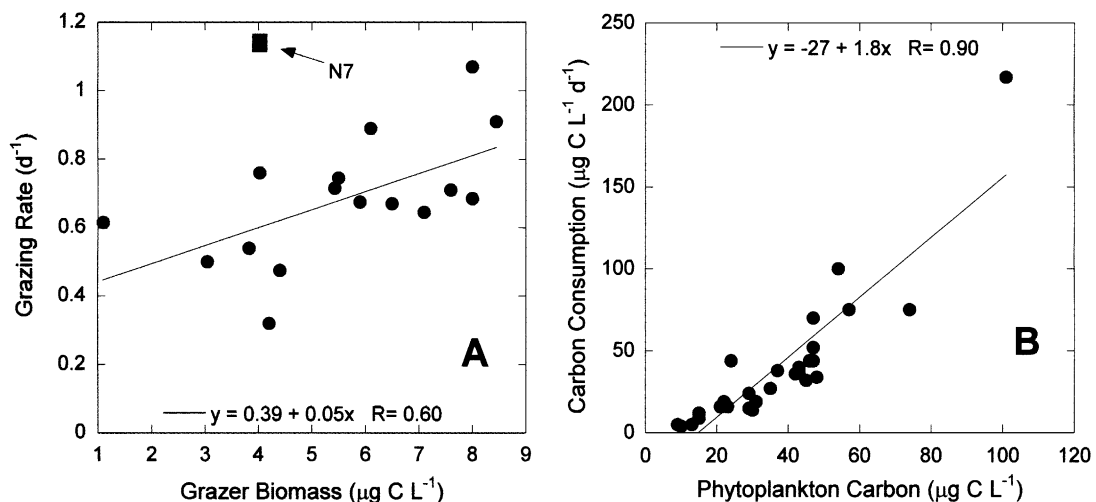 1.2
1
0.8
0.6
0.4
0.2
0
Grazing Rate (d⁻¹)
N7
A
y = 0.39 + 0.05x R= 0.60
1 2 3 4 5 6 7 8 9
Grazer Biomass (µg C L⁻¹)
250
200
150
100
50
0
Carbon Consumption (µg C L⁻¹ d⁻¹)
y = -27 + 1.8x R= 0.90
B
0 20 40 60 80 100 120
Phytoplankton Carbon (µg C L⁻¹)